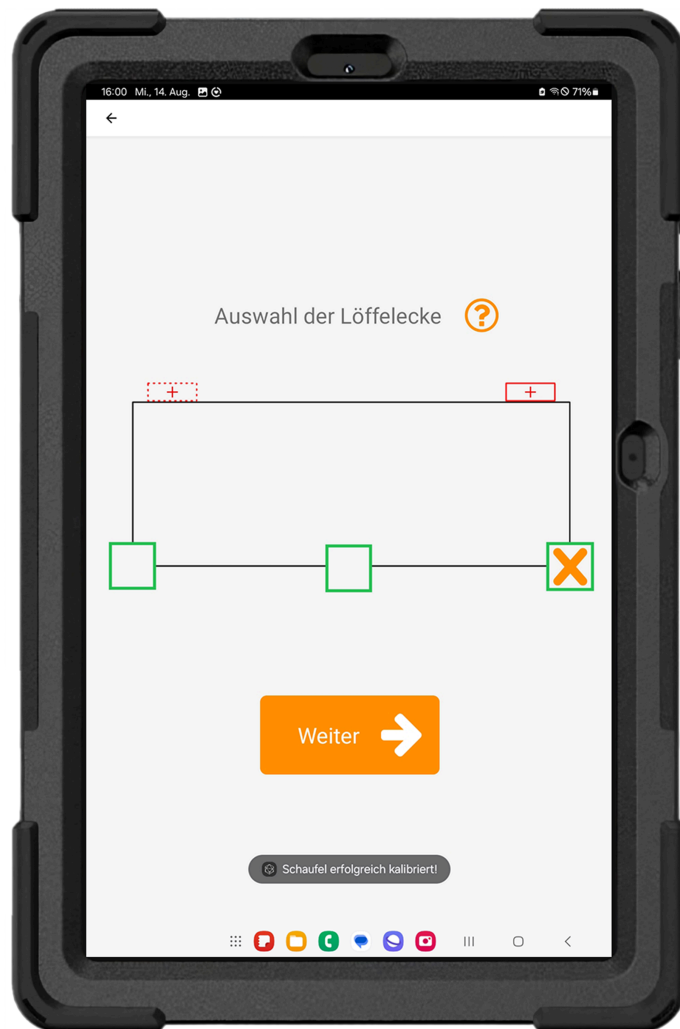 16:00 Mi., 14. Aug. 71%
Auswahl der Löffelecke ?
+ +
Weiter
Schaufel erfolgreich kalibriert!